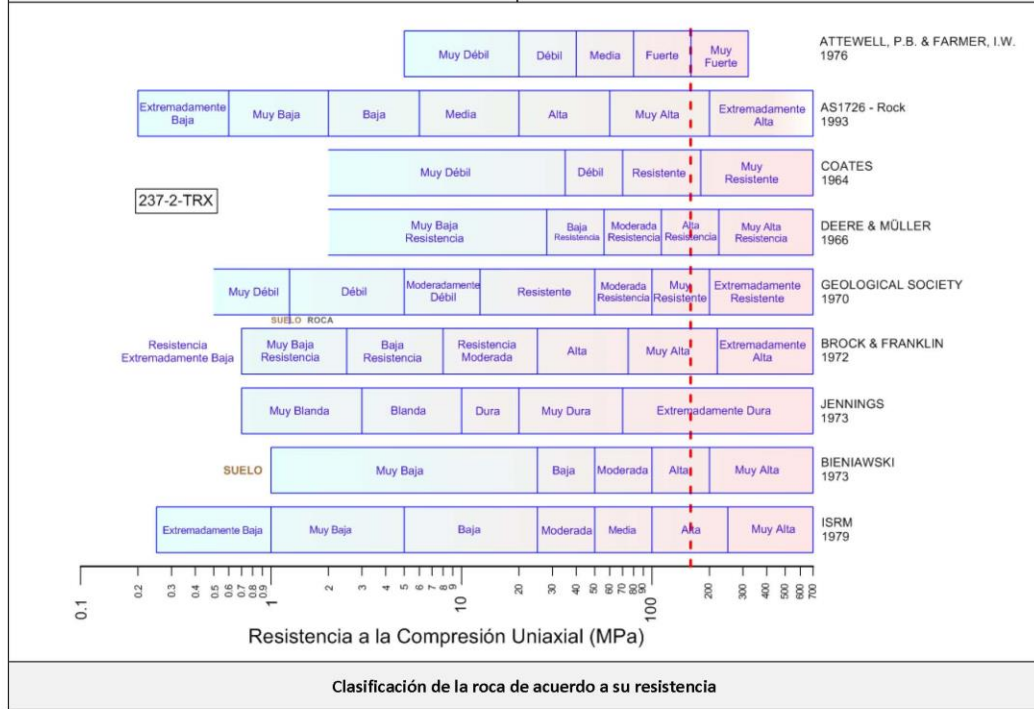 Muy Débil Débil Media Fuerte Muy
Fuerte
ATTEWELL, P.B. & FARMER, I.W.
1976
Extremadamente
Baja
Muy Baja Baja Media Alta Muy Alta Extremadamente
Alta
AS1726 - Rock
1993
Muy Débil Débil Resistente Muy
Resistente
COATES
1964
237-2-TRX
Muy Baja
Resistencia
Baja
Resistencia
Moderada
Resistencia
Alta
Resistencia
Muy Alta
Resistencia
DEERE & MÜLLER
1966
Muy Débil Débil Moderadamente
Débil
Resistente Moderada
Resistencia
Muy
Resistente
Extremadamente
Resistente
GEOLOGICAL SOCIETY
1970
SUELO ROCA
Resistencia
Extremadamente Baja
Muy Baja
Resistencia
Baja
Resistencia
Resistencia
Moderada
Alta Muy Alta Extremadamente
Alta
BROCK & FRANKLIN
1972
Muy Blanda Blanda Dura Muy Dura Extremadamente Dura
JENNINGS
1973
SUELO Muy Baja Baja Moderada Alta Muy Alta
BIENIAWSKI
1973
Extremadamente Baja Muy Baja Baja Moderada Media Alta Muy Alta
ISRM
1979
0.1 0.2 0.3 0.4 0.5 0.6 0.7 0.8 0.9 1 2 3 4 5 6 7 8 9 10 20 30 40 50 60 70 80 90 100 200 300 400 500 600 700
Resistencia a la Compresión Uniaxial (MPa)
Clasificación de la roca de acuerdo a su resistencia